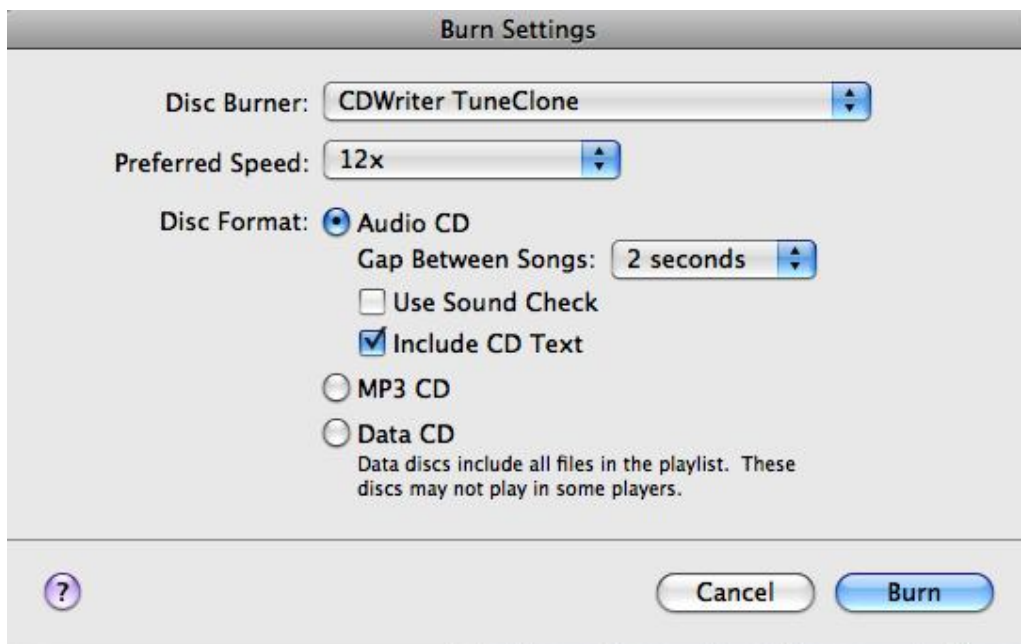 Burn Settings
Disc Burner: CDWriter TuneClone
Preferred Speed: 12x
Disc Format: Audio CD
Gap Between Songs: 2 seconds
Use Sound Check
Include CD Text
MP3 CD
Data CD
Data discs include all files in the playlist. These
discs may not play in some players.
? Cancel Burn